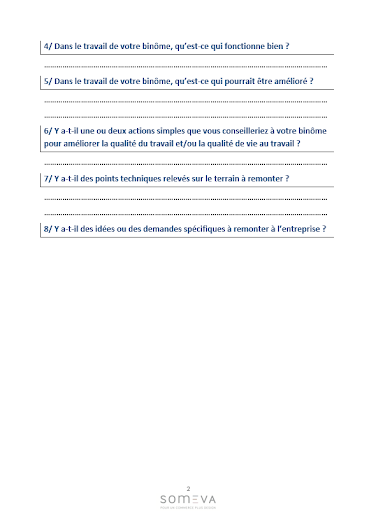 4/ Dans le travail de votre binôme, qu'est-ce qui fonctionne bien ?
5/ Dans le travail de votre binôme, qu'est-ce qui pourrait être amélioré ?
6/ Y a-t-il une ou deux actions simples que vous conseilleriez à votre binôme
pour améliorer la qualité du travail et/ou la qualité de vie au travail ?
7/ Y a-t-il des points techniques relevés sur le terrain à remonter ?
8/ Y a-t-il des idées ou des demandes spécifiques à remonter à l'entreprise ?
2
SOMEVA